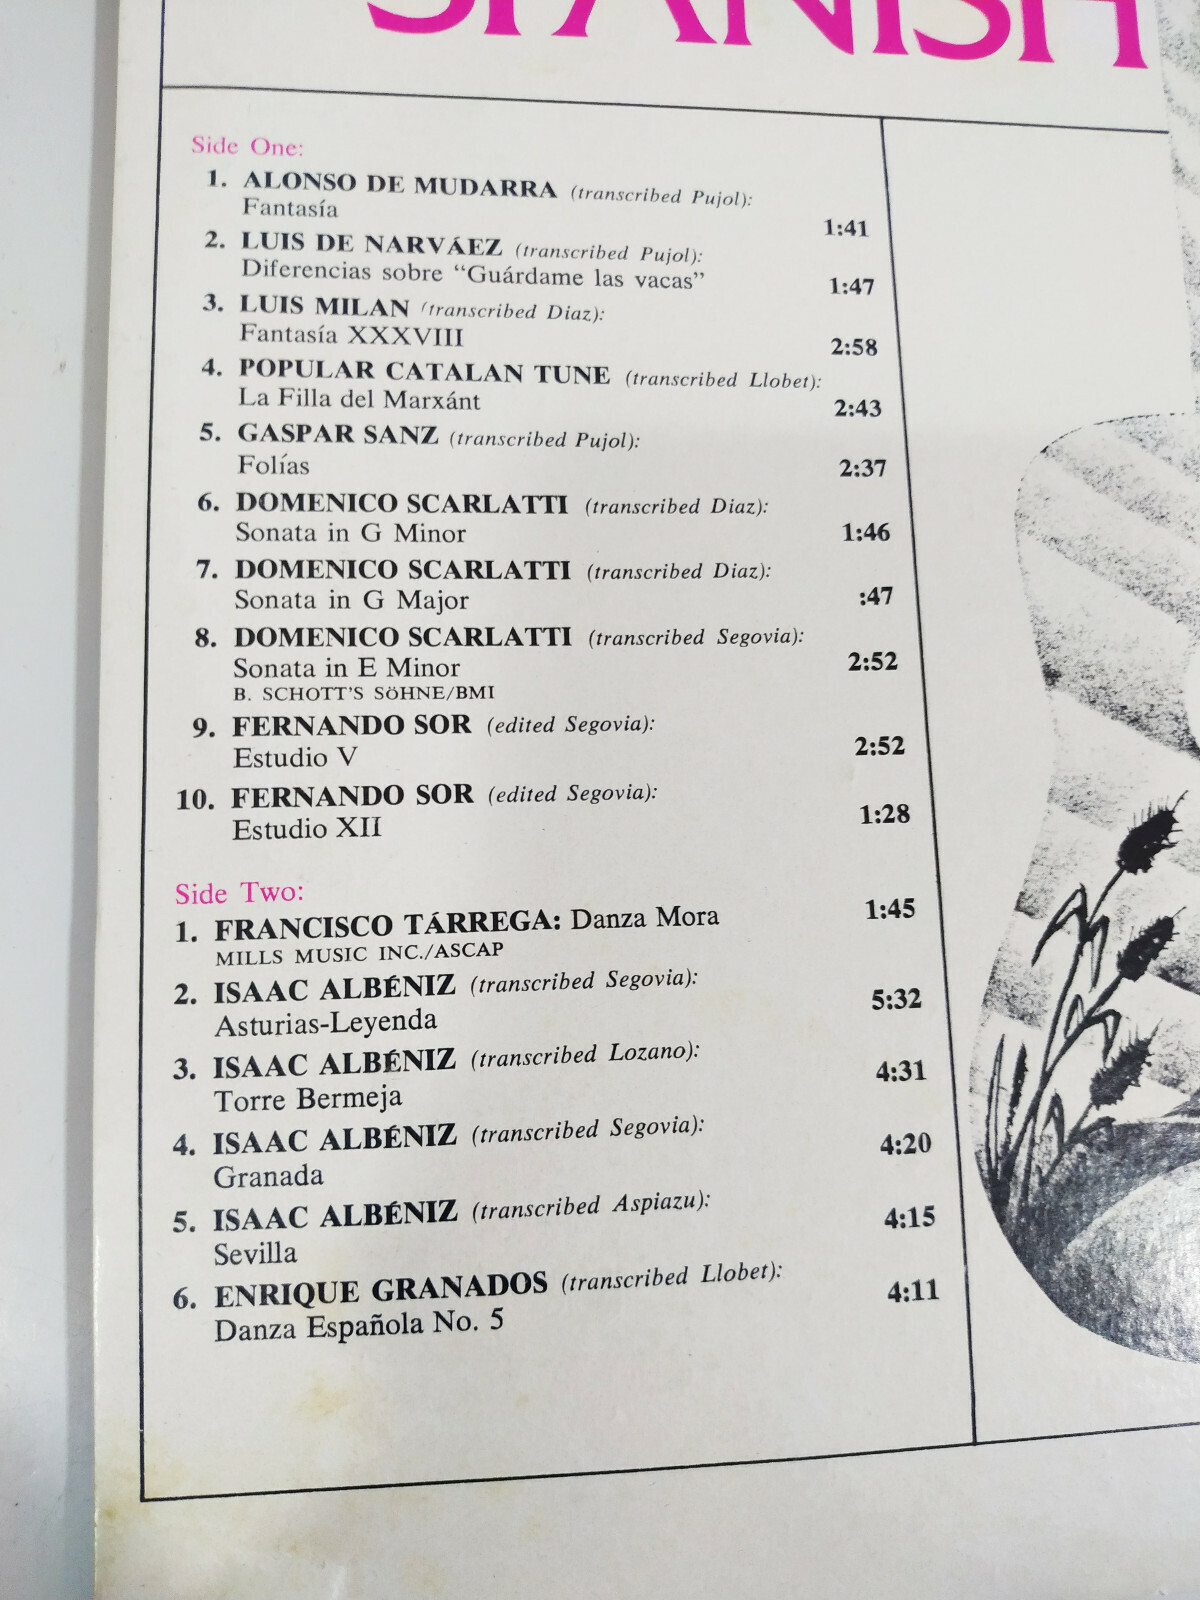 SPANISH
Side One:
1. ALONSO DE MUDARRA (transcribed Pujol):
Fantasía 1:41
2. LUIS DE NARVÁEZ (transcribed Pujol):
Diferencias sobre “Guárdame las vacas” 1:47
3. LUIS MILAN (transcribed Diaz):
Fantasía XXXVIII 2:58
4. POPULAR CATALAN TUNE (transcribed Llobet):
La Filla del Marxánt 2:43
5. GASPAR SANZ (transcribed Pujol):
Folías 2:37
6. DOMENICO SCARLATTI (transcribed Diaz):
Sonata in G Minor 1:46
7. DOMENICO SCARLATTI (transcribed Diaz):
Sonata in G Major :47
8. DOMENICO SCARLATTI (transcribed Segovia):
Sonata in E Minor 2:52
B. SCHOTT'S SöHNE/BMI
9. FERNANDO SOR (edited Segovia):
Estudio V 2:52
10. FERNANDO SOR (edited Segovia):
Estudio XII 1:28
Side Two:
1. FRANCISCO TÁRREGA: Danza Mora 1:45
MILLS MUSIC INC./ASCAP
2. ISAAC ALBÉNIZ (transcribed Segovia):
Asturias-Leyenda 5:32
3. ISAAC ALBÉNIZ (transcribed Lozano):
Torre Bermeja 4:31
4. ISAAC ALBÉNIZ (transcribed Segovia):
Granada 4:20
5. ISAAC ALBÉNIZ (transcribed Aspiazu):
Sevilla 4:15
6. ENRIQUE GRANADOS (transcribed Llobet):
Danza Española No. 5 4:11